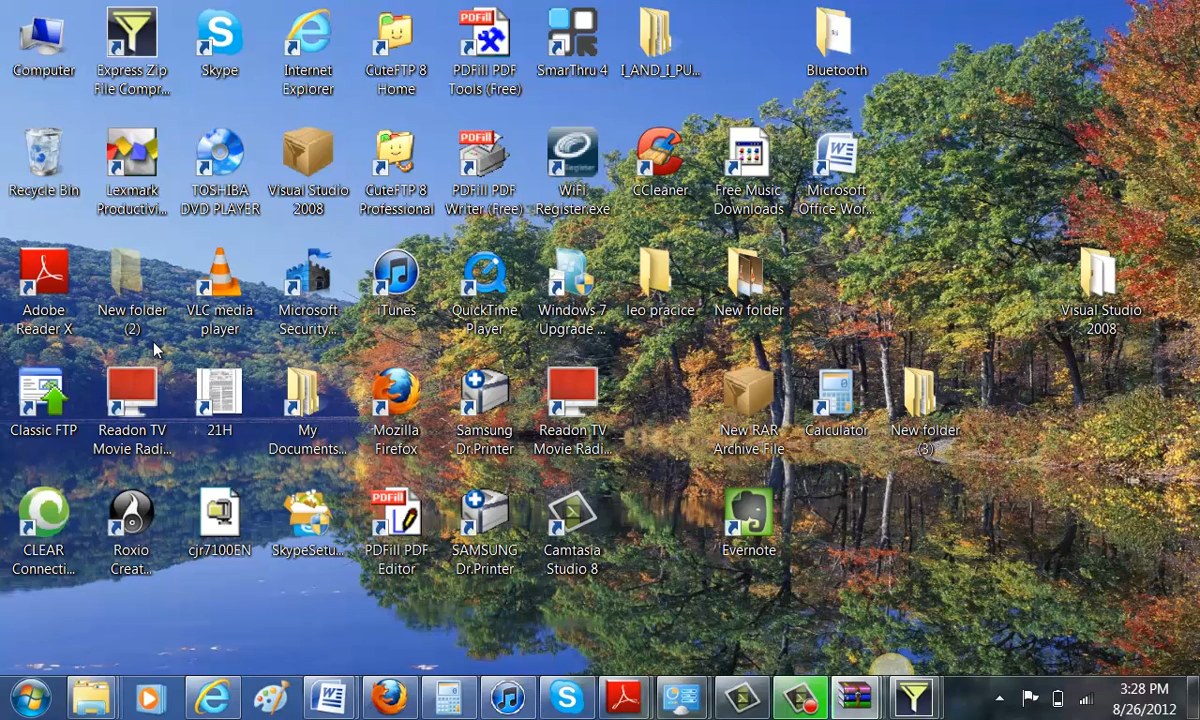 Computer
Express Zip
File Compr...
Skype
Internet
Explorer
CuteFTP 8
Home
PDFill PDF
Tools (Free)
SmarThru 4
I_AND_I_PU...
Bluetooth
Recycle Bin
Lexmark
Productivi...
TOSHIBA
DVD PLAYER
Visual Studio
2008
CuteFTP 8
Professional
PDFill PDF
Writer (Free)
WiFi
Register.exe
CCleaner
Free Music
Downloads
Microsoft
Office Wor...
Adobe
Reader X
New folder
(2)
VLC media
player
Microsoft
Security...
iTunes
QuickTime
Player
Windows 7
Upgrade ...
leo pracice
New folder
Visual Studio
2008
Classic FTP
Readon TV
Movie Radi...
21H
My
Documents...
Mozilla
Firefox
Samsung
Dr.Printer
Readon TV
Movie Radi...
New RAR
Archive File
Calculator
New folder
(3)
CLEAR
Connecti...
Roxio
Creat...
cjr7100EN
SkypeSetu...
PDFill PDF
Editor
SAMSUNG
Dr.Printer
Camtasia
Studio 8
Evernote
3:28 PM
8/26/2012